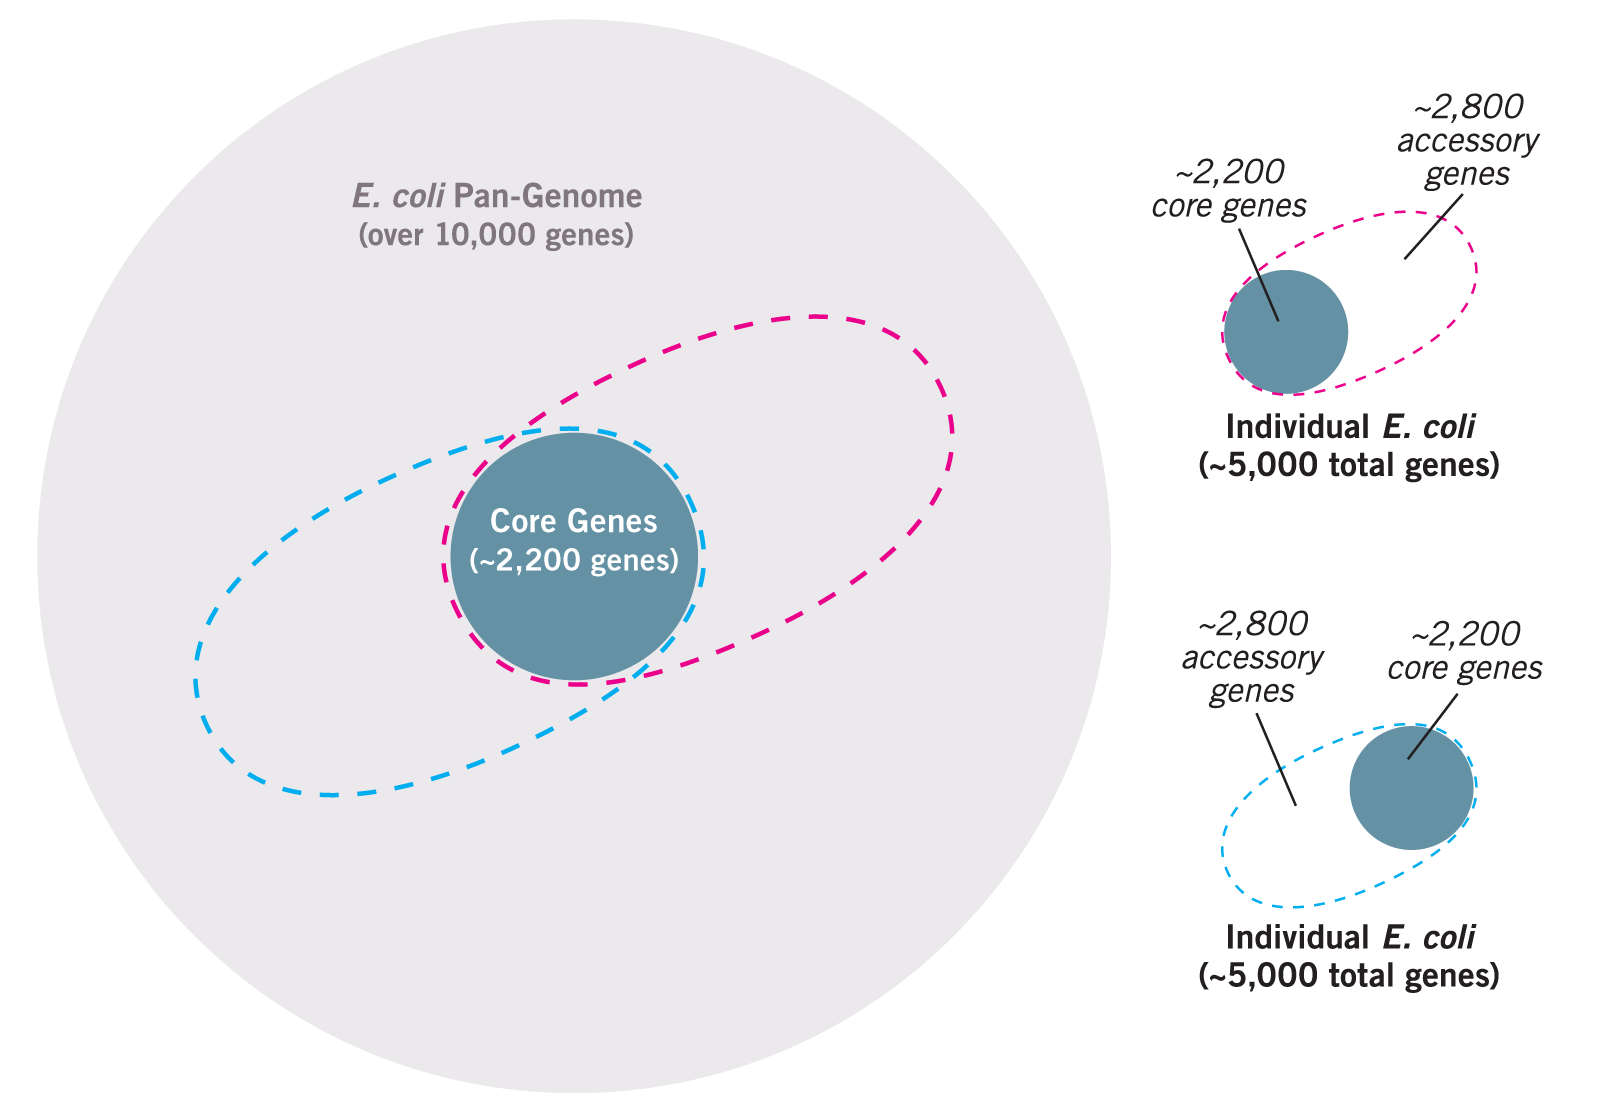 E. coli Pan-Genome
(over 10,000 genes)
Core Genes
(~2,200 genes)
~2,800
accessory
genes
~2,200
core genes
Individual E. coli
(~5,000 total genes)
~2,800
accessory
genes
~2,200
core genes
Individual E. coli
(~5,000 total genes)